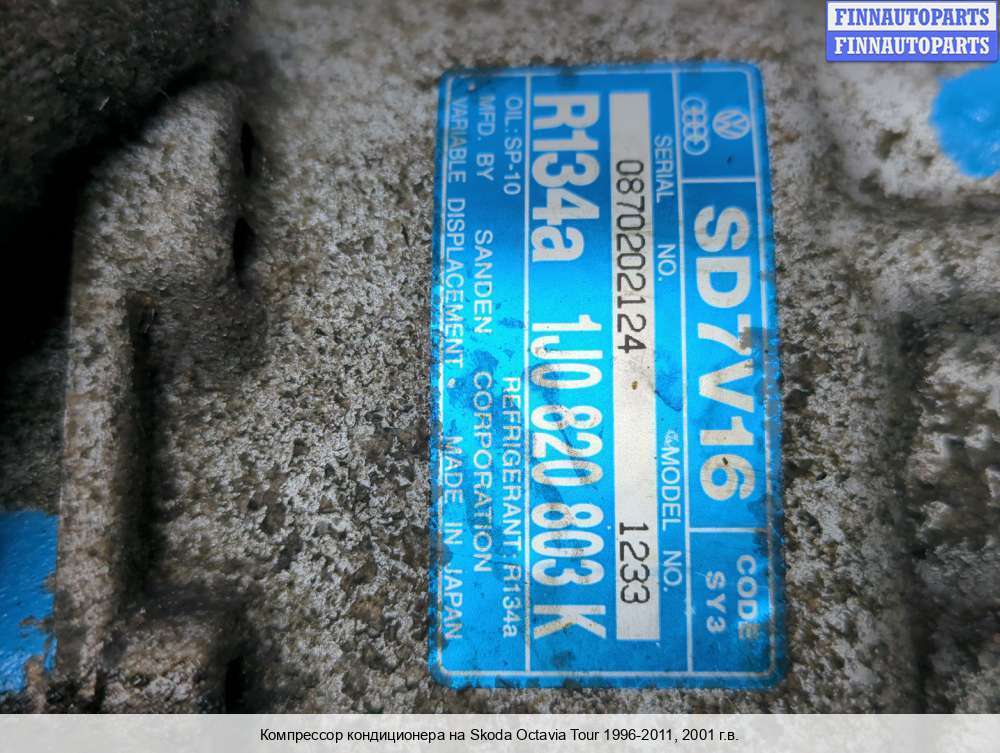 FINNAUTOPARTS
FINNAUTOPARTS
SD7V16
CODE
SY3
SERIAL NO. MODEL NO.
0870202124 1233
R134a 1J0 820 803 K
OIL:SP-10 REFRIGERANT:R134a
MFD. BY SANDEN CORPORATION
VARIABLE DISPLACEMENT. MADE IN JAPAN
Компрессор кондиционера на Skoda Octavia Tour 1996-2011, 2001 г.в.